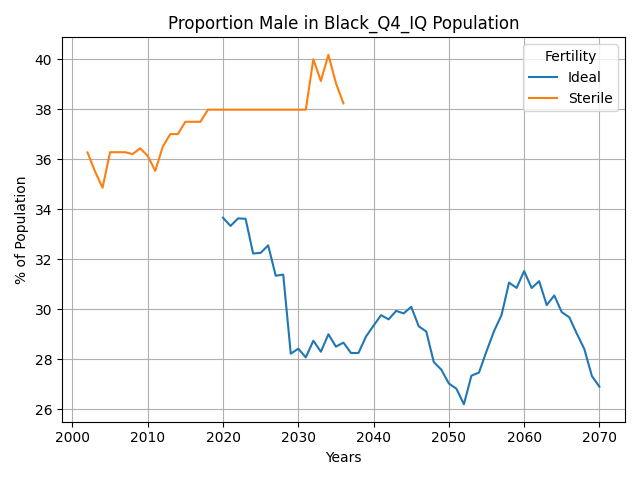 Proportion Male in Black_Q4_IQ Population
Fertility
Ideal
Sterile
% of Population
40
38
36
34
32
30
28
26
2000 2010 2020 2030 2040 2050 2060 2070
Years